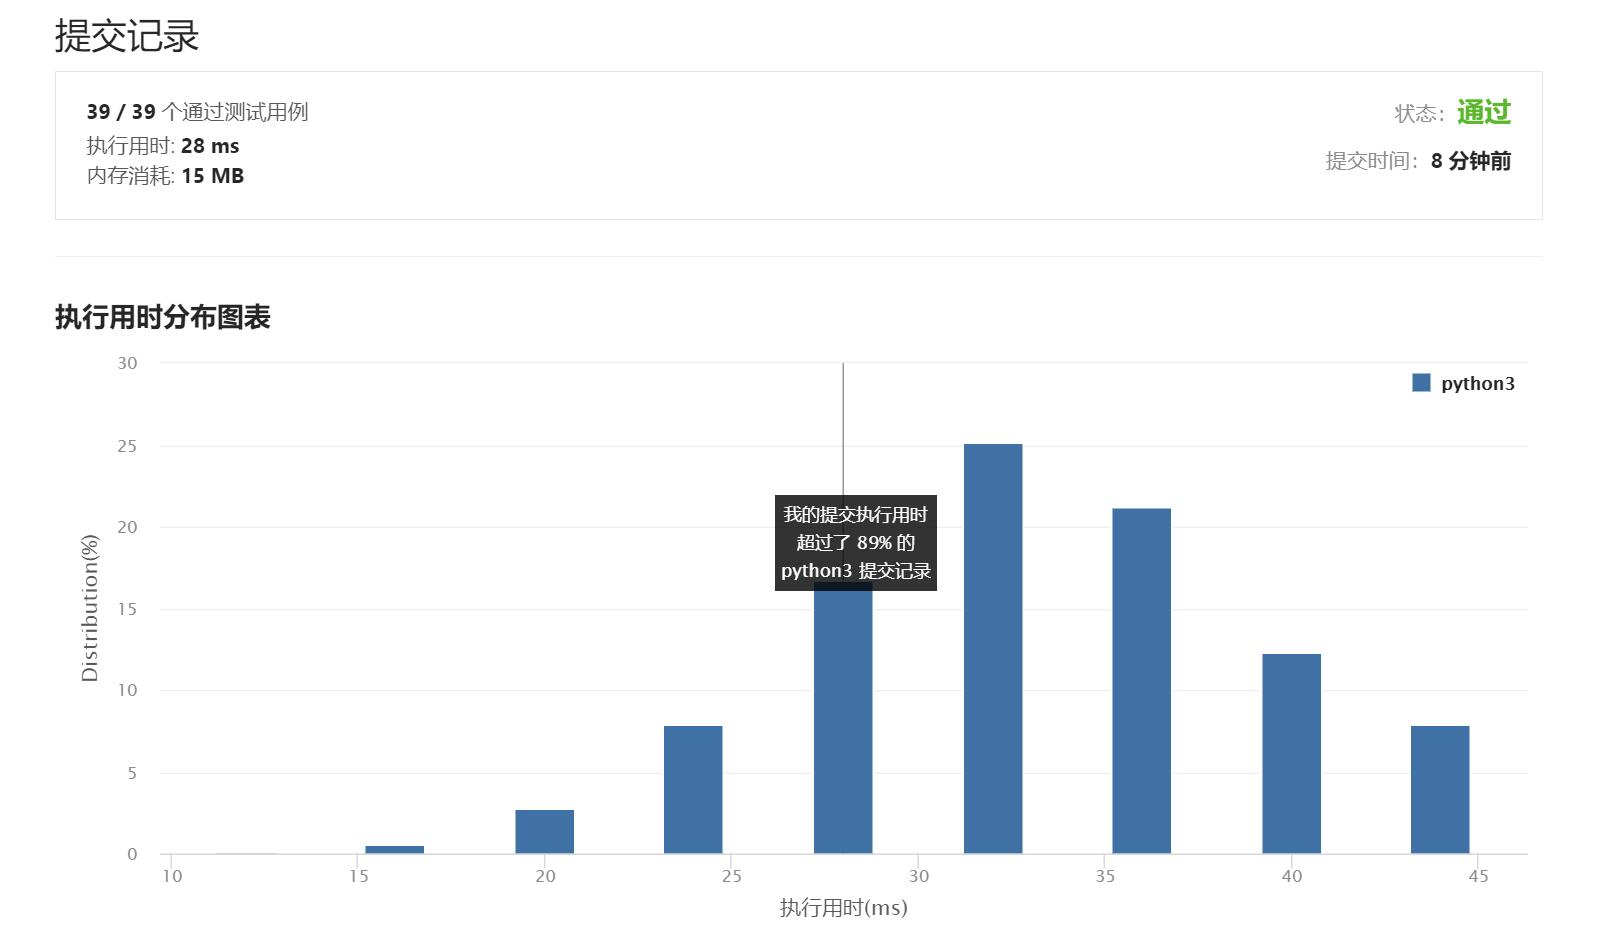 提交记录
39 / 39 个通过测试用例
状态：通过
执行用时: 28 ms
提交时间：8 分钟前
内存消耗: 15 MB
执行用时分布图表
30
python3
25
我的提交执行用时
超过了 89% 的
python3 提交记录
20
15
10
5
0
Distribution(%)
10 15 20 25 30 35 40 45
执行用时(ms)